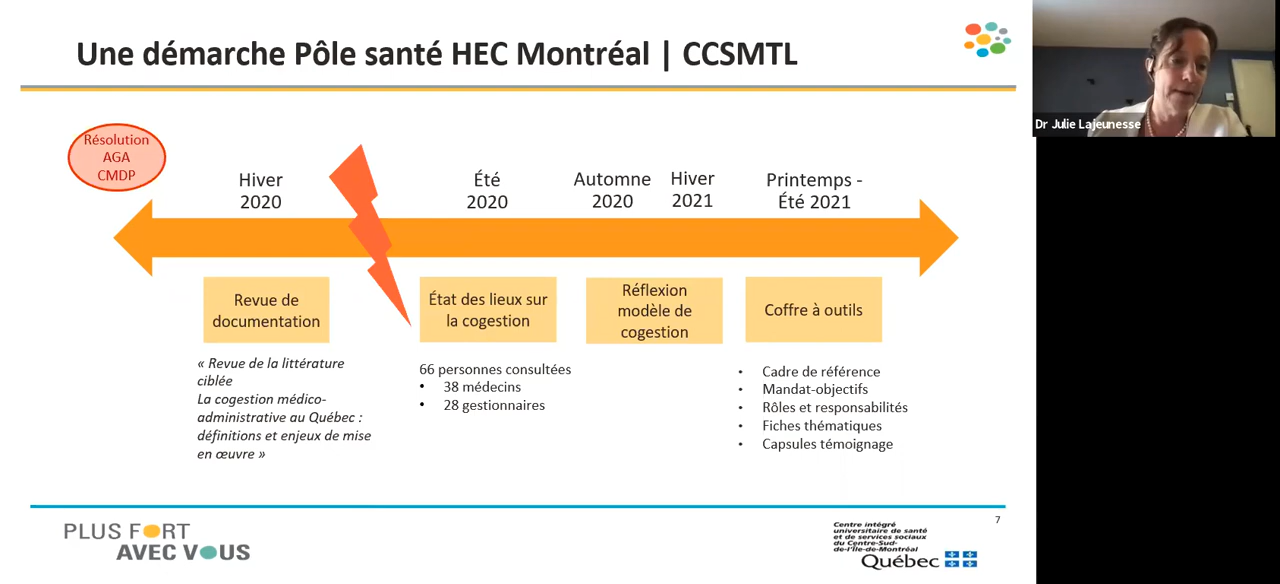 Une démarche Pôle santé HEC Montréal | CCSMTL
Dr Julie Lajeunesse
Résolution
AGA
CMDP
Hiver
2020
Été
2020
Automne
2020
Hiver
2021
Printemps -
Été 2021
Revue de
documentation
État des lieux sur
la cogestion
Réflexion
modèle de
cogestion
Coffre à outils
« Revue de la littérature
ciblée
La cogestion médico-
administrative au Québec :
définitions et enjeux de mise
en œuvre »
66 personnes consultées
• 38 médecins
• 28 gestionnaires
• Cadre de référence
• Mandat-objectifs
• Rôles et responsabilités
• Fiches thématiques
• Capsules témoignage
7
PLUS FORT
AVEC VOUS
Centre intégré
universitaire de santé
et de services sociaux
du Centre-Sud-
de-l'Île-de-Montréal
Québec